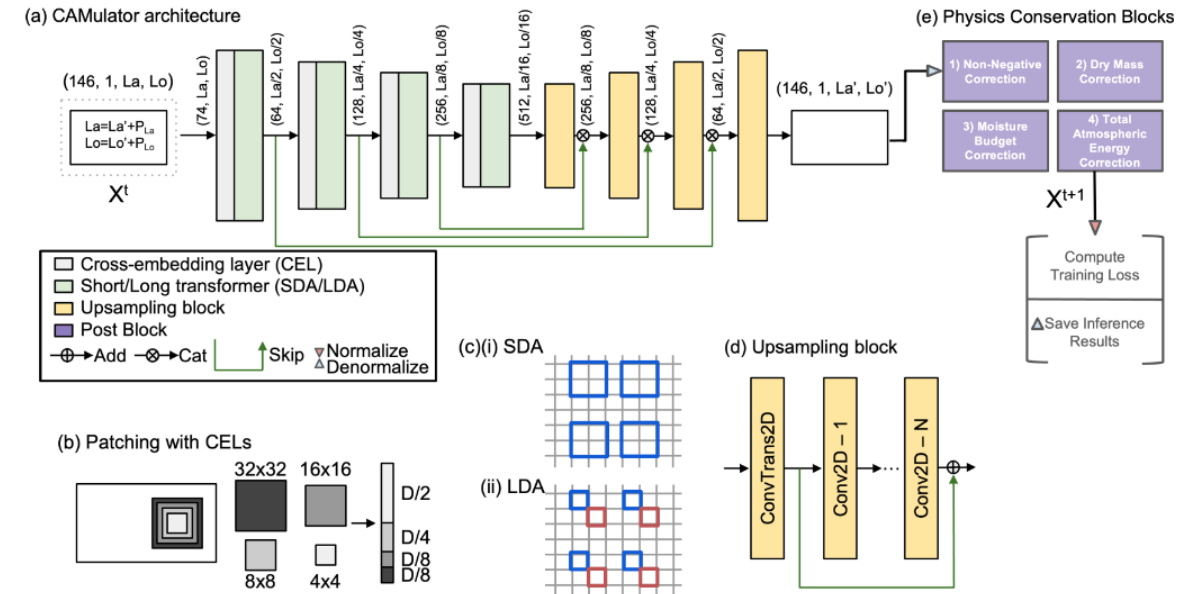 (a) CAMulator architecture
(146, 1, La, Lo)
La=La'+P_La
Lo=Lo'+P_Lo
X^t
(74, La, Lo)
(64, La/2, Lo/2)
(128, La/4, Lo/4)
(256, La/8, Lo/8)
(512, La/16, Lo/16)
(256, La/8, Lo/8)
(128, La/4, Lo/4)
(64, La/2, Lo/2)
(146, 1, La', Lo')
(e) Physics Conservation Blocks
1) Non-Negative
Correction
2) Dry Mass
Correction
3) Moisture
Budget
Correction
4) Total
Atmospheric
Energy
Correction
X^t+1
Compute
Training Loss
Save Inference
Results
Cross-embedding layer (CEL)
Short/Long transformer (SDA/LDA)
Upsampling block
Post Block
Add
Cat
Skip
Normalize
Denormalize
(b) Patching with CELs
32x32
16x16
8x8
4x4
D/2
D/4
D/8
D/8
(c)(i) SDA
(ii) LDA
(d) Upsampling block
ConvTrans2D
Conv2D – 1
...
Conv2D – N